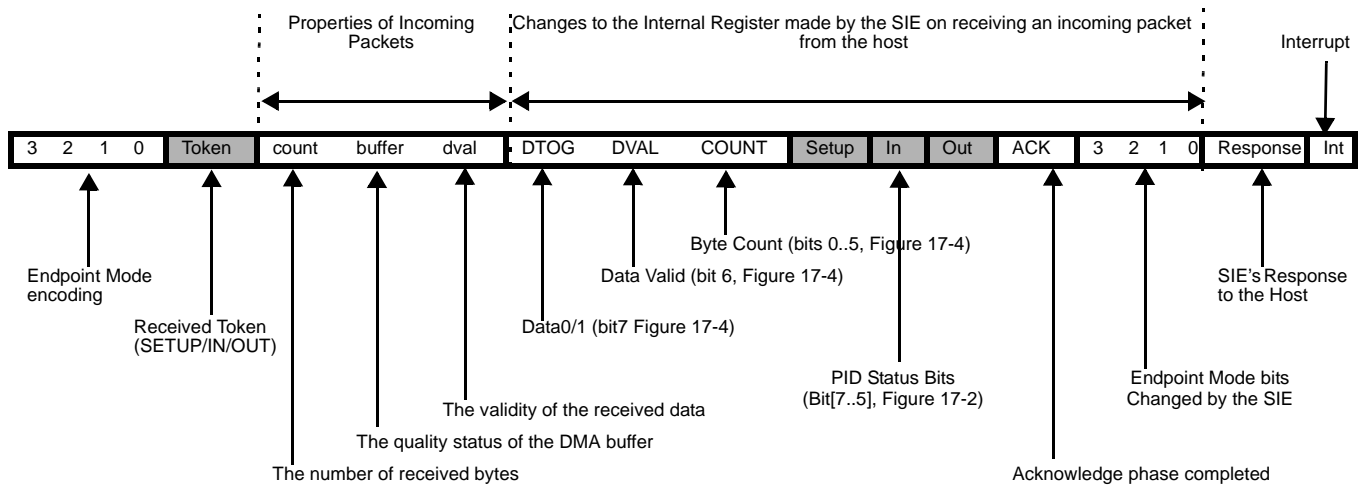 Properties of Incoming
Packets
Changes to the Internal Register made by the SIE on receiving an incoming packet
from the host
Interrupt
3 2 1 0 Token count buffer dval DTOG DVAL COUNT Setup In Out ACK 3 2 1 0 Response Int
Byte Count (bits 0..5, Figure 17-4)
Endpoint Mode
encoding
Data Valid (bit 6, Figure 17-4)
SIE's Response
to the Host
Received Token
(SETUP/IN/OUT)
Data0/1 (bit7 Figure 17-4)
PID Status Bits
(Bit[7..5], Figure 17-2)
Endpoint Mode bits
Changed by the SIE
The validity of the received data
The quality status of the DMA buffer
The number of received bytes
Acknowledge phase completed